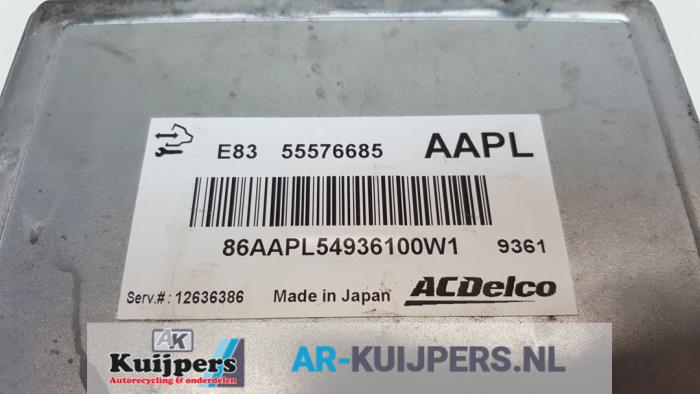 E83 55576685 AAPL
86AAPL54936100W1 9361
Serv.#: 12636386 Made in Japan ACDelco
AK
Kuijpers
Autorecycling & onderdelen
AR-KUIJPERS.NL